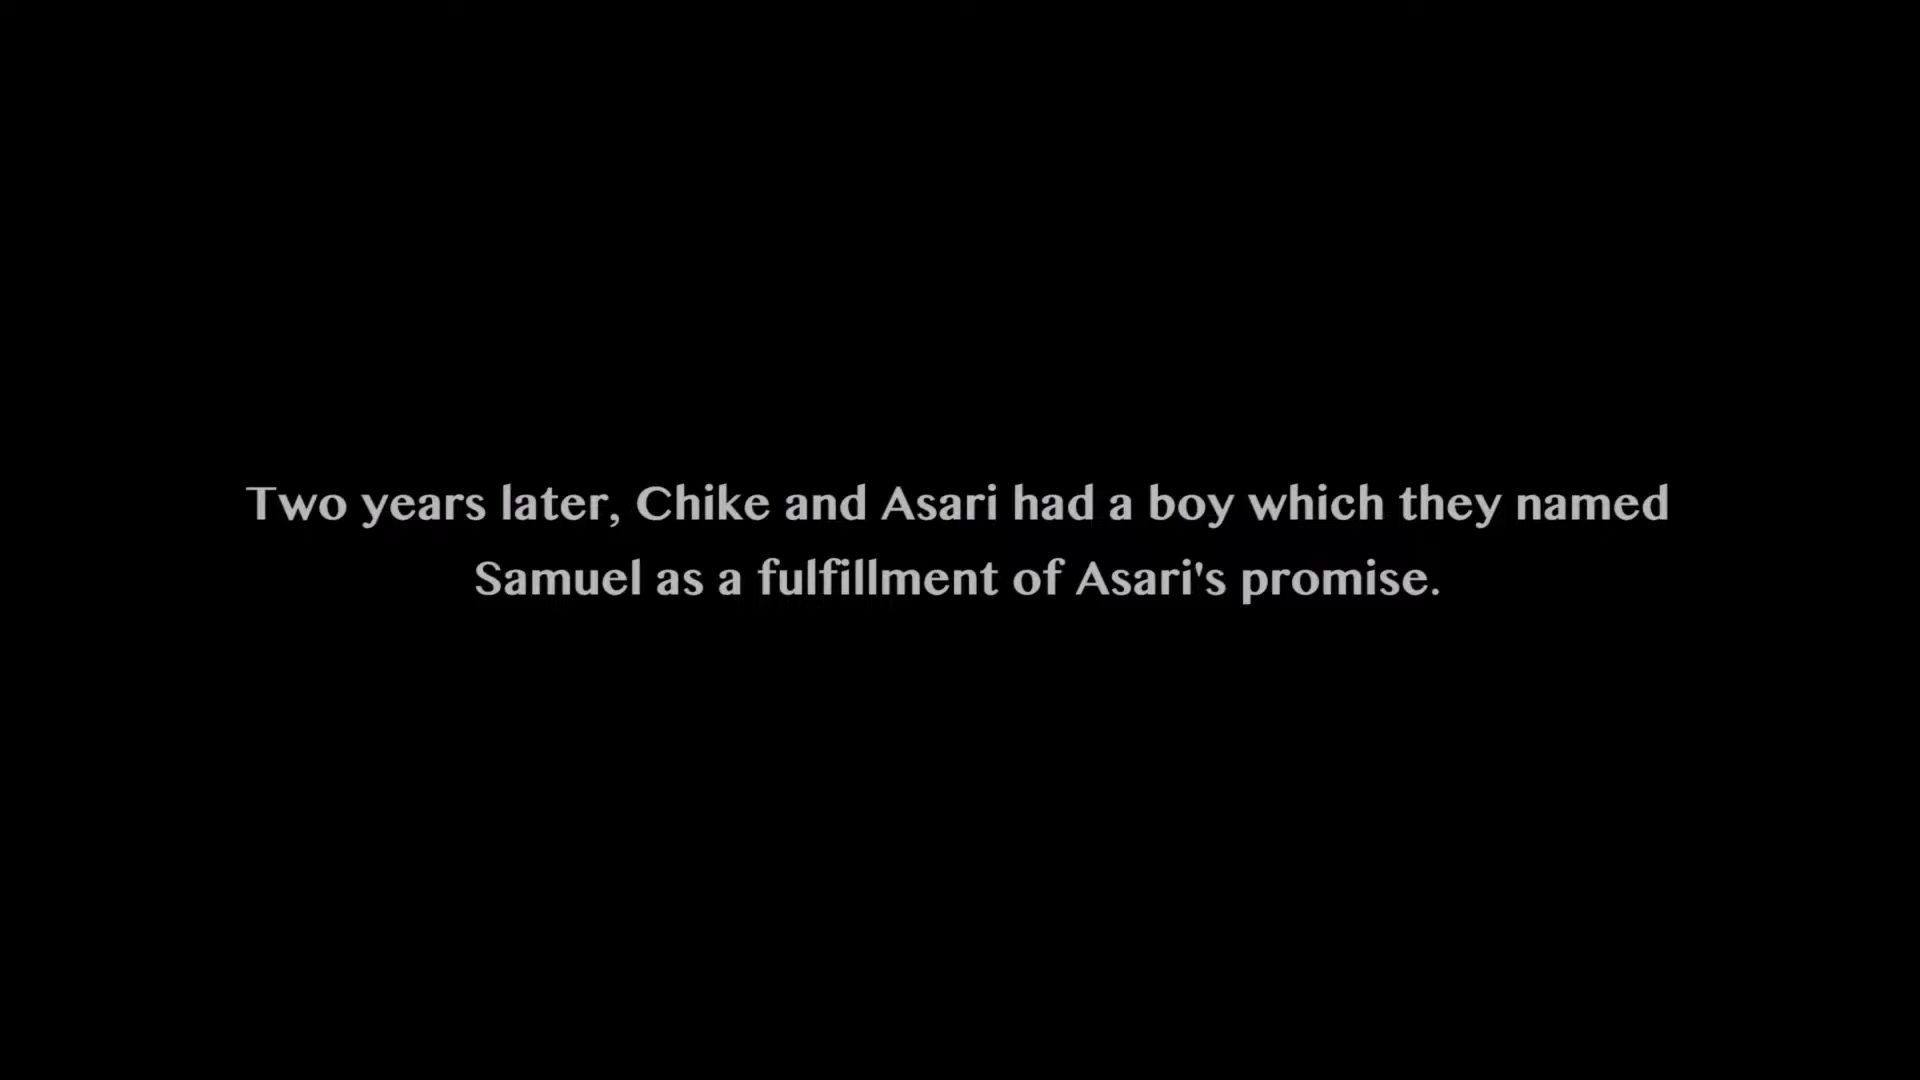 Two years later, Chike and Asari had a boy which they named
Samuel as a fulfillment of Asari's promise.